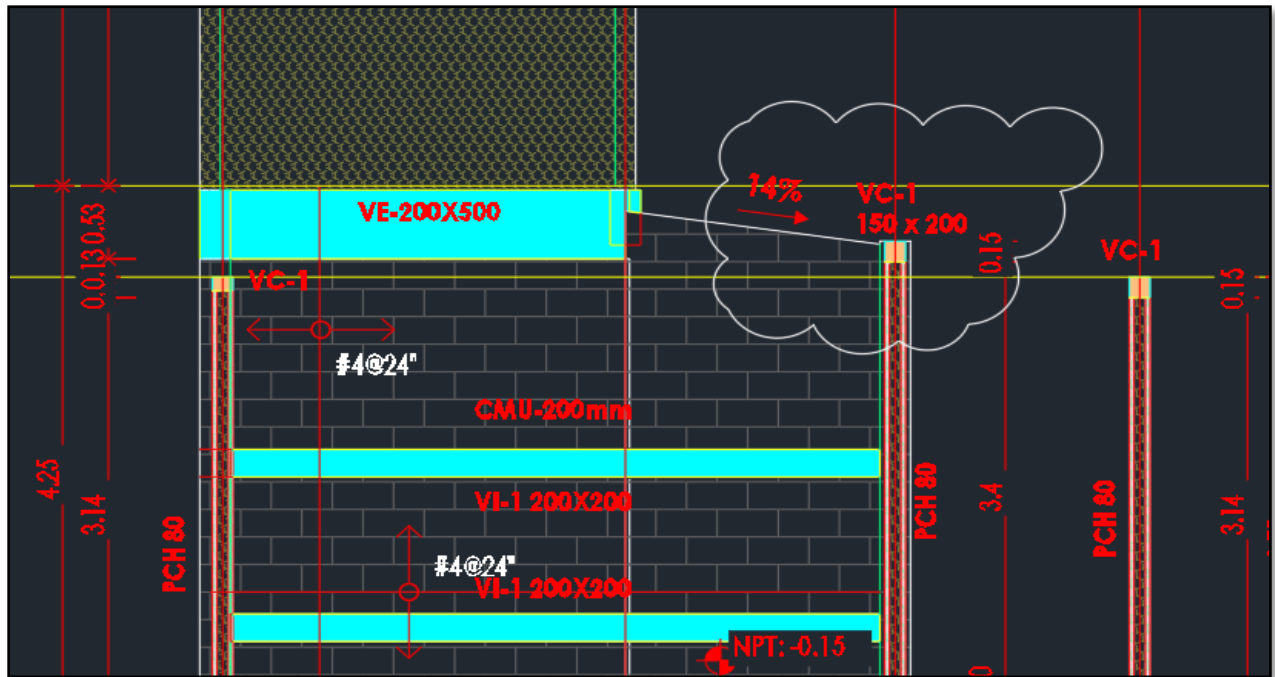 14%
VC-1
150 x 200
VE-200X500
VC-1
VC-1
0.53
0.13
0.15
0.15
#4@24"
CMU-200mm
4.25
3.14
VI-1 200X200
PCH 80
PCH 80
3.4
PCH 80
3.14
#4@24"
VI-1 200X200
NPT: -0.15